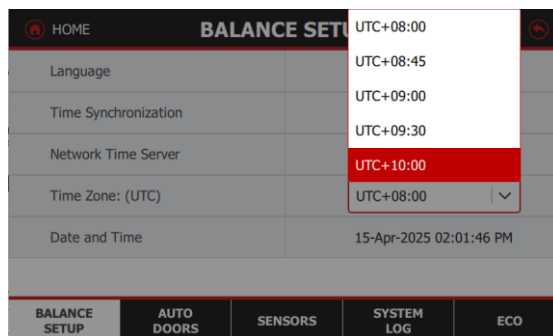 HOME
BALANCE SETU
UTC+08:00
UTC+08:45
UTC+09:00
UTC+09:30
UTC+10:00
Language
Time Synchronization
Network Time Server
Time Zone: (UTC)
UTC+08:00
Date and Time
15-Apr-2025 02:01:46 PM
BALANCE
SETUP
AUTO
DOORS
SENSORS
SYSTEM
LOG
ECO